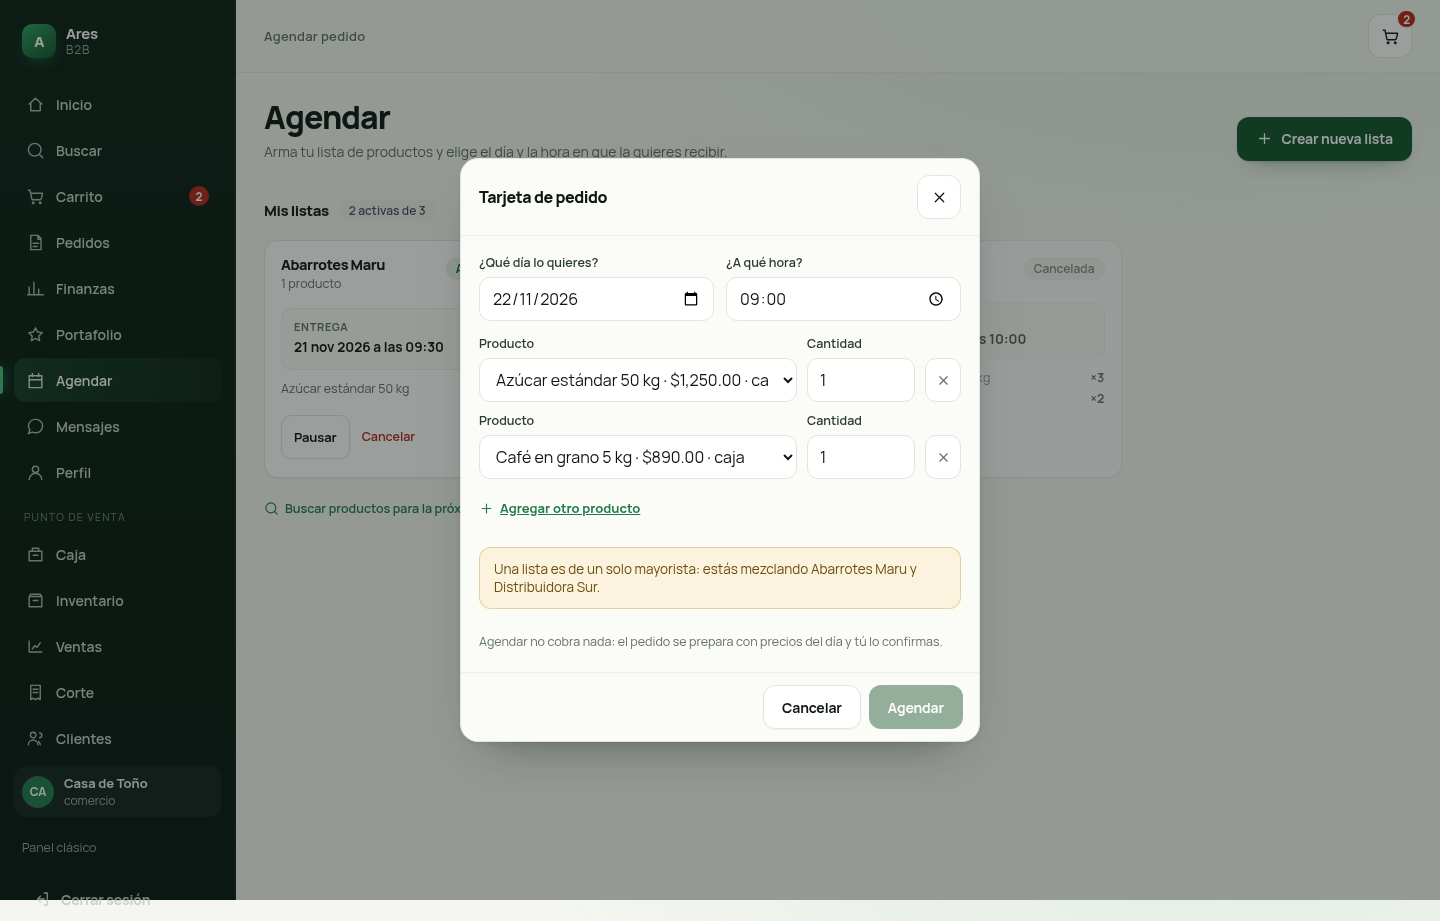 A
Ares
B2B
Inicio
Buscar
Carrito
2
Pedidos
Finanzas
Portafolio
Agendar
Mensajes
Perfil
PUNTO DE VENTA
Caja
Inventario
Ventas
Corte
Clientes
CA
Casa de Toño
comercio
Panel clásico
Cerrar sesión
Agendar pedido
2
Agendar
Arma tu lista de productos y elige el día y la hora en que la quieres recibir.
Crear nueva lista
Mis listas
2 activas de 3
Abarrotes Maru
1 producto
ENTREGA
21 nov 2026 a las 09:30
Azúcar estándar 50 kg
Pausar
Cancelar
Cancelada
s 10:00
kg
×3
×2
Buscar productos para la próx
Tarjeta de pedido
¿Qué día lo quieres?
¿A qué hora?
22/11/2026
09:00
Producto
Cantidad
Azúcar estándar 50 kg · $1,250.00 · ca
1
Producto
Cantidad
Café en grano 5 kg · $890.00 · caja
1
Agregar otro producto
Una lista es de un solo mayorista: estás mezclando Abarrotes Maru y
Distribuidora Sur.
Agendar no cobra nada: el pedido se prepara con precios del día y tú lo confirmas.
Cancelar
Agendar